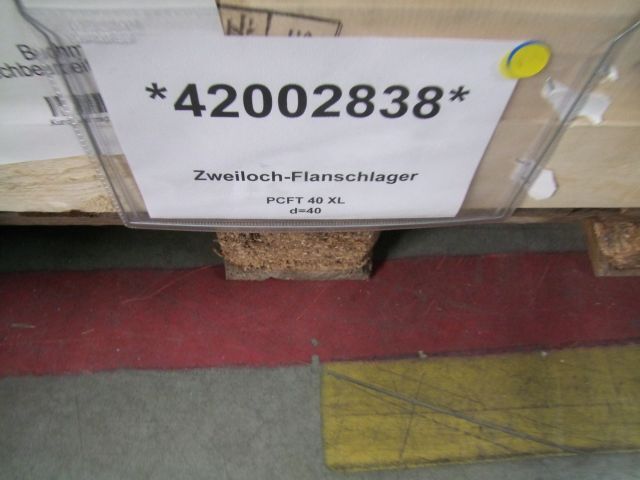 *42002838*
Zweiloch-Flanschlager
PCFT 40 XL
d=40